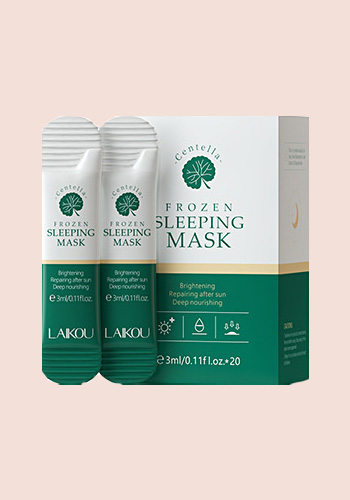 Centella
FROZEN
SLEEPING
MASK
Brightening
Repairing after sun
Deep nourishing
℮3ml/0.11fl.oz.
LAIKOU
Centella
FROZEN
SLEEPING
MASK
Brightening
Repairing after sun
Deep nourishing
℮3ml/0.11fl.oz.
LAIKOU
-Centella-
FROZEN
SLEEPING
MASK
Brightening
Repairing after sun
Deep nourishing
℮3ml/0.11fl.oz.*20